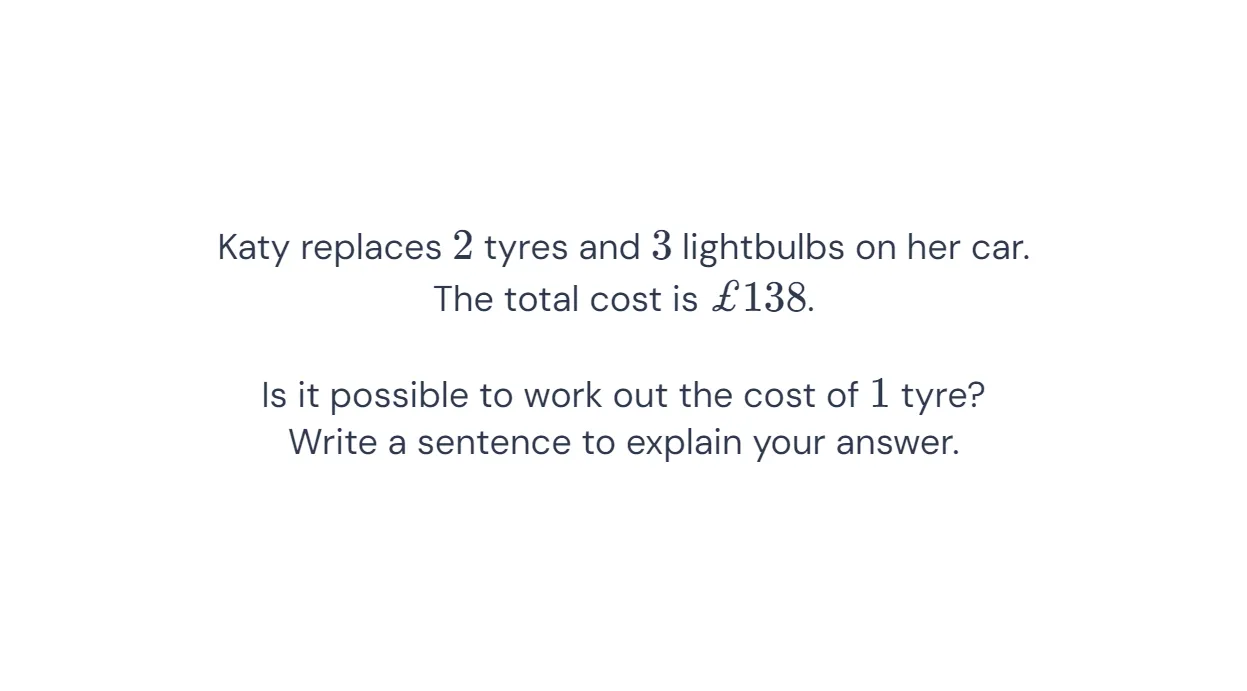 Katy replaces 2 tyres and 3 lightbulbs on her car.
The total cost is £138.
Is it possible to work out the cost of 1 tyre?
Write a sentence to explain your answer.